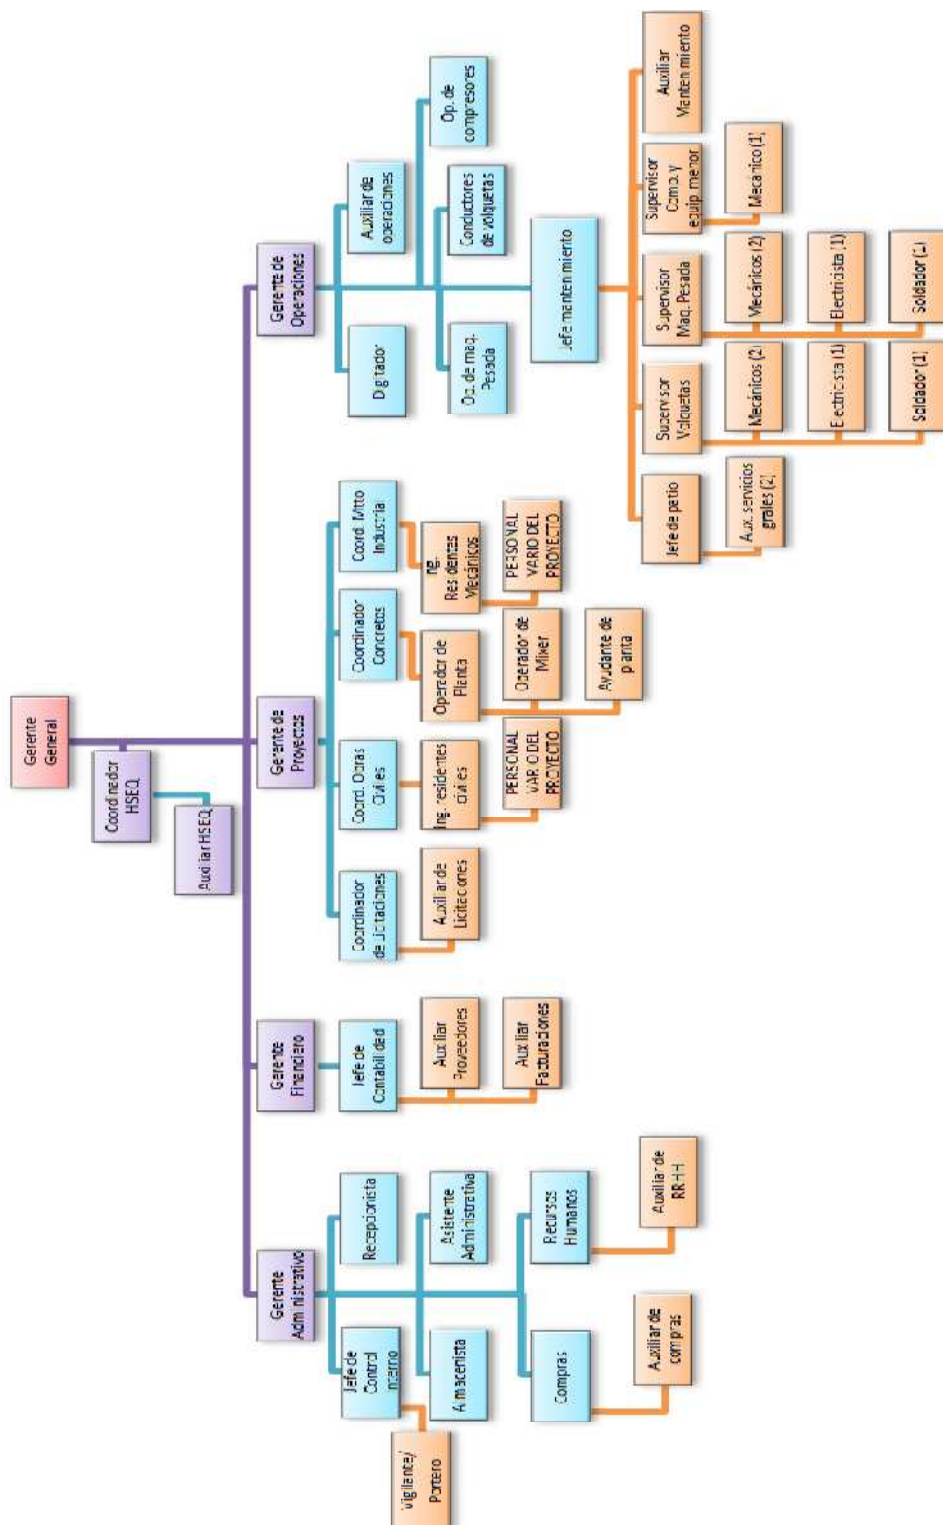 Gerente
General
Coordinador
HSEQ
Auxiliar HSEQ
Gerente
Administrativo
Gerente
Financiero
Gerente de
Proyectos
Gerente de
Operaciones
Jefe de
Control
Interno
Recepcionista
Vigilante/
Portero
Almacenista
Asistente
Administrativa
Compras
Recursos
Humanos
Auxiliar de
compras
Auxiliar de
RRHH
Jefe de
Contabilidad
Auxiliar
Proveedores
Auxiliar
Facturaciones
Coordinador
de Licitaciones
Coord. Obras
Civiles
Coordinador
Concretos
Coord. Mtto
Industrial
Auxiliar de
Licitaciones
Ing. residentes
civiles
Operador de
Planta
Ing.
Residentes
Mecánicos
PERSONAL
VARIO DEL
PROYECTO
Operador de
Mixer
PERSONAL
VARIO DEL
PROYECTO
Ayudante de
planta
Digitador
Auxiliar de
operaciones
Op. de maq.
Pesada
Conductores
de volquetas
Op. de
compresores
Jefe mantenimiento
Jefe de patio
Supervisor
Volquetas
Supervisor
Maq. Pesada
Supervisor
Comp. y
equip. menor
Auxiliar
Mantenimiento
Aux. servicios
grales (2)
Mecánicos (2)
Mecánicos (2)
Mecánico (1)
Electricista (1)
Electricista (1)
Soldador (1)
Soldador (1)